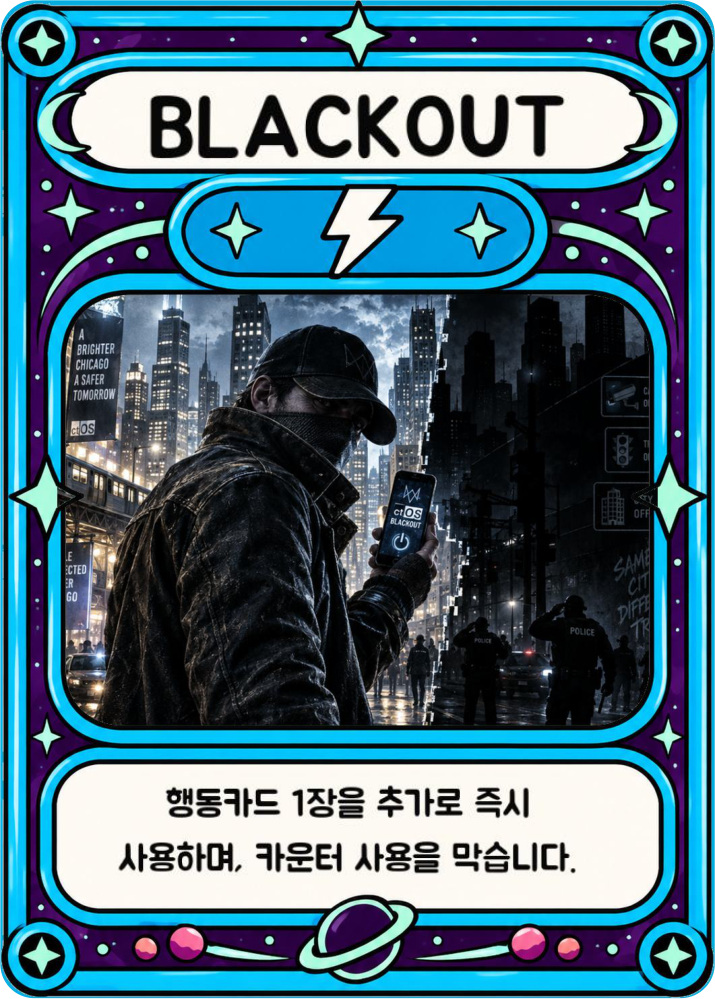 BLACKOUT
A
BRIGHTER
CHICAGO
A SAFER
TOMORROW
ctOS
ctOS
BLACKOUT
OFF
POLICE
POLICE
행동카드 1장을 추가로 즉시
사용하며, 카운터 사용을 막습니다.